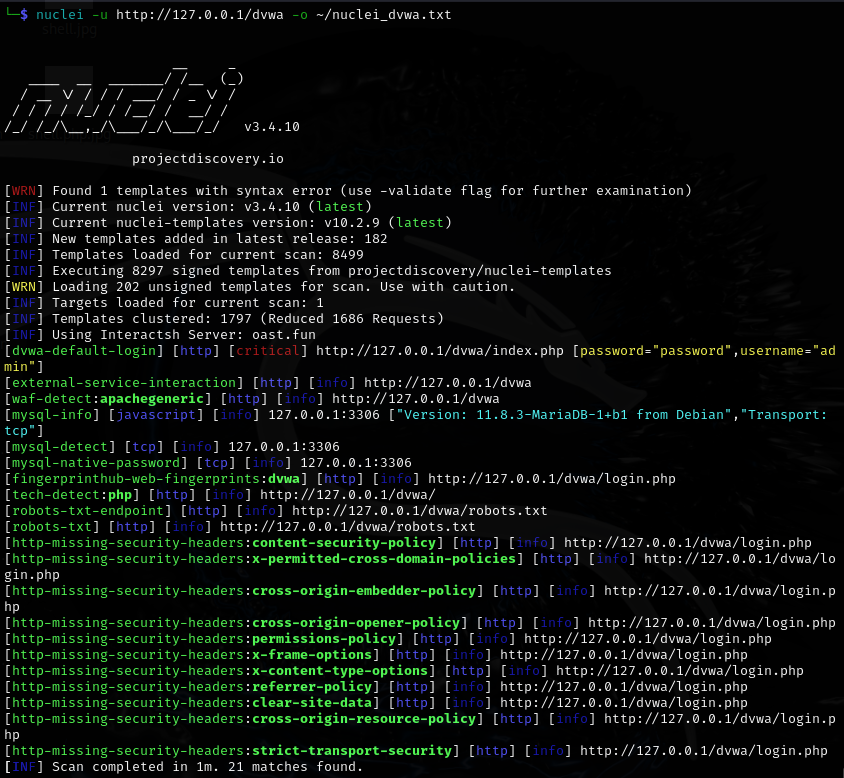 └─$ nuclei -u http://127.0.0.1/dvwa -o ~/nuclei_dvwa.txt
nuclei
v3.4.10
projectdiscovery.io
[WRN] Found 1 templates with syntax error (use -validate flag for further examination)
[INF] Current nuclei version: v3.4.10 (latest)
[INF] Current nuclei-templates version: v10.2.9 (latest)
[INF] New templates added in latest release: 182
[INF] Templates loaded for current scan: 8499
[INF] Executing 8297 signed templates from projectdiscovery/nuclei-templates
[WRN] Loading 202 unsigned templates for scan. Use with caution.
[INF] Targets loaded for current scan: 1
[INF] Templates clustered: 1797 (Reduced 1686 Requests)
[INF] Using Interactsh Server: oast.fun
[dvwa-default-login] [http] [critical] http://127.0.0.1/dvwa/index.php [password="password",username="ad
min"]
[external-service-interaction] [http] [info] http://127.0.0.1/dvwa
[waf-detect:apachegeneric] [http] [info] http://127.0.0.1/dvwa
[mysql-info] [javascript] [info] 127.0.0.1:3306 ["Version: 11.8.3-MariaDB-1+b1 from Debian","Transport:
tcp"]
[mysql-detect] [tcp] [info] 127.0.0.1:3306
[mysql-native-password] [tcp] [info] 127.0.0.1:3306
[fingerprinthub-web-fingerprints:dvwa] [http] [info] http://127.0.0.1/dvwa/login.php
[tech-detect:php] [http] [info] http://127.0.0.1/dvwa/
[robots-txt-endpoint] [http] [info] http://127.0.0.1/dvwa/robots.txt
[robots-txt] [http] [info] http://127.0.0.1/dvwa/robots.txt
[http-missing-security-headers:content-security-policy] [http] [info] http://127.0.0.1/dvwa/login.php
[http-missing-security-headers:x-permitted-cross-domain-policies] [http] [info] http://127.0.0.1/dvwa/lo
gin.php
[http-missing-security-headers:cross-origin-embedder-policy] [http] [info] http://127.0.0.1/dvwa/login.p
hp
[http-missing-security-headers:cross-origin-opener-policy] [http] [info] http://127.0.0.1/dvwa/login.php
[http-missing-security-headers:permissions-policy] [http] [info] http://127.0.0.1/dvwa/login.php
[http-missing-security-headers:x-frame-options] [http] [info] http://127.0.0.1/dvwa/login.php
[http-missing-security-headers:x-content-type-options] [http] [info] http://127.0.0.1/dvwa/login.php
[http-missing-security-headers:referrer-policy] [http] [info] http://127.0.0.1/dvwa/login.php
[http-missing-security-headers:clear-site-data] [http] [info] http://127.0.0.1/dvwa/login.php
[http-missing-security-headers:cross-origin-resource-policy] [http] [info] http://127.0.0.1/dvwa/login.p
hp
[http-missing-security-headers:strict-transport-security] [http] [info] http://127.0.0.1/dvwa/login.php
[INF] Scan completed in 1m. 21 matches found.